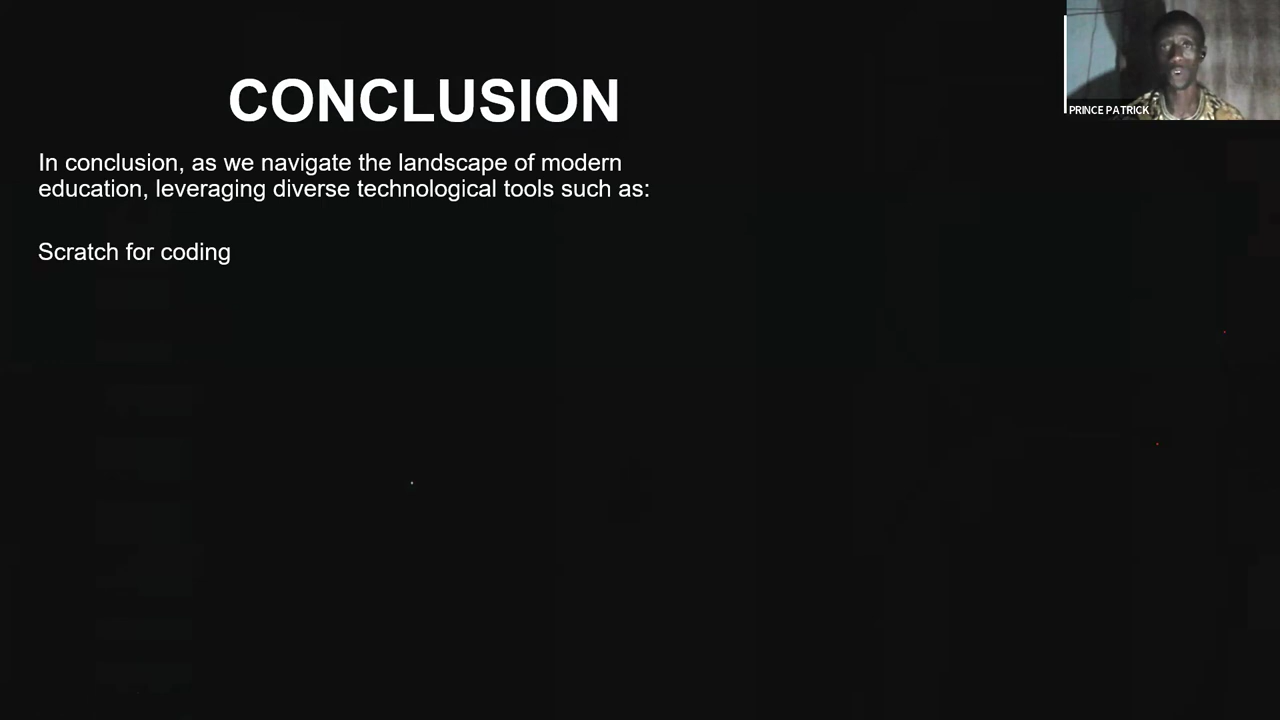 CONCLUSION
In conclusion, as we navigate the landscape of modern
education, leveraging diverse technological tools such as:
Scratch for coding
PRINCE PATRICK